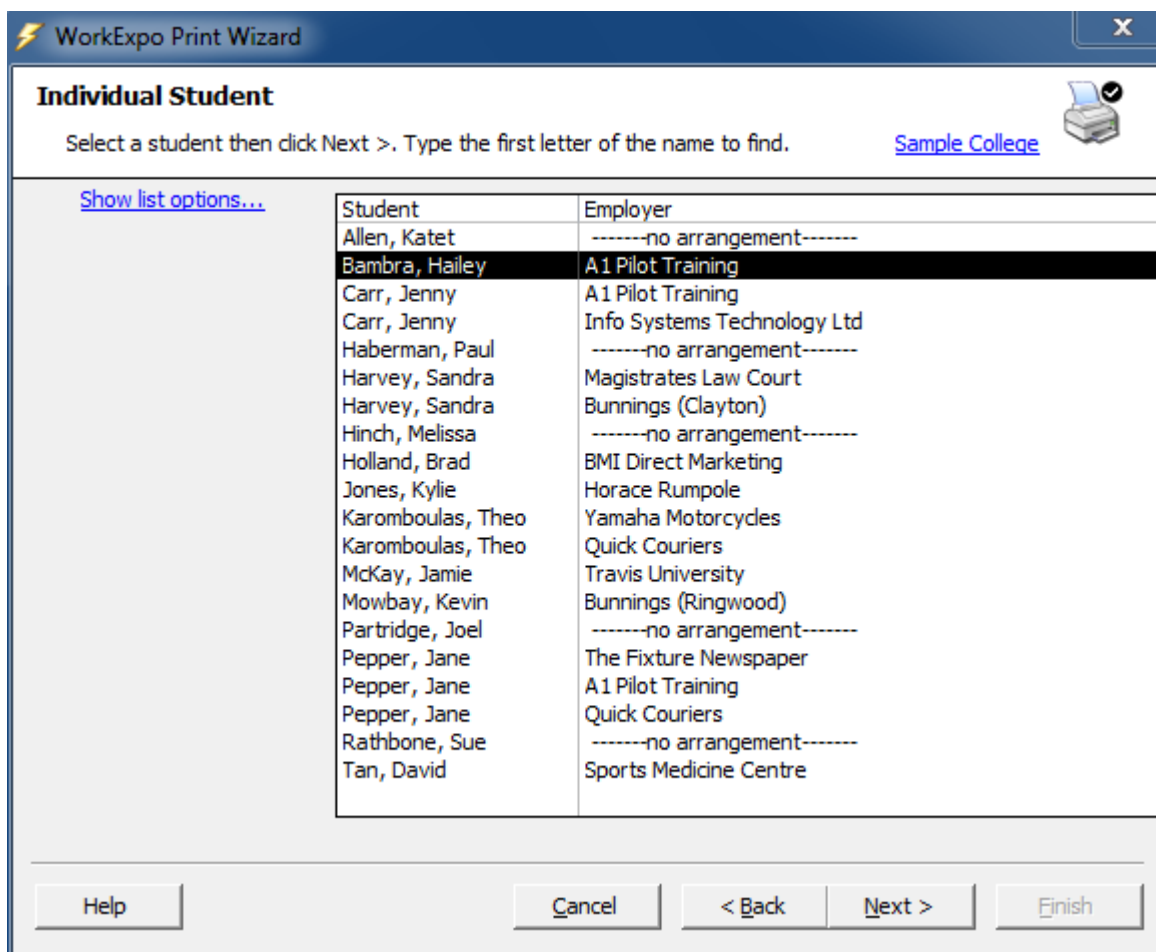 WorkExpo Print Wizard
X
Individual Student
Select a student then click Next >. Type the first letter of the name to find. Sample College
Show list options...
Student Employer
Allen, Katet -------no arrangement-------
Bambra, Hailey A1 Pilot Training
Carr, Jenny A1 Pilot Training
Carr, Jenny Info Systems Technology Ltd
Haberman, Paul -------no arrangement-------
Harvey, Sandra Magistrates Law Court
Harvey, Sandra Bunnings (Clayton)
Hinch, Melissa -------no arrangement-------
Holland, Brad BMI Direct Marketing
Jones, Kylie Horace Rumpole
Karomboulas, Theo Yamaha Motorcycles
Karomboulas, Theo Quick Couriers
McKay, Jamie Travis University
Mowbay, Kevin Bunnings (Ringwood)
Partridge, Joel -------no arrangement-------
Pepper, Jane The Fixture Newspaper
Pepper, Jane A1 Pilot Training
Pepper, Jane Quick Couriers
Rathbone, Sue -------no arrangement-------
Tan, David Sports Medicine Centre
Help Cancel < Back Next > Finish